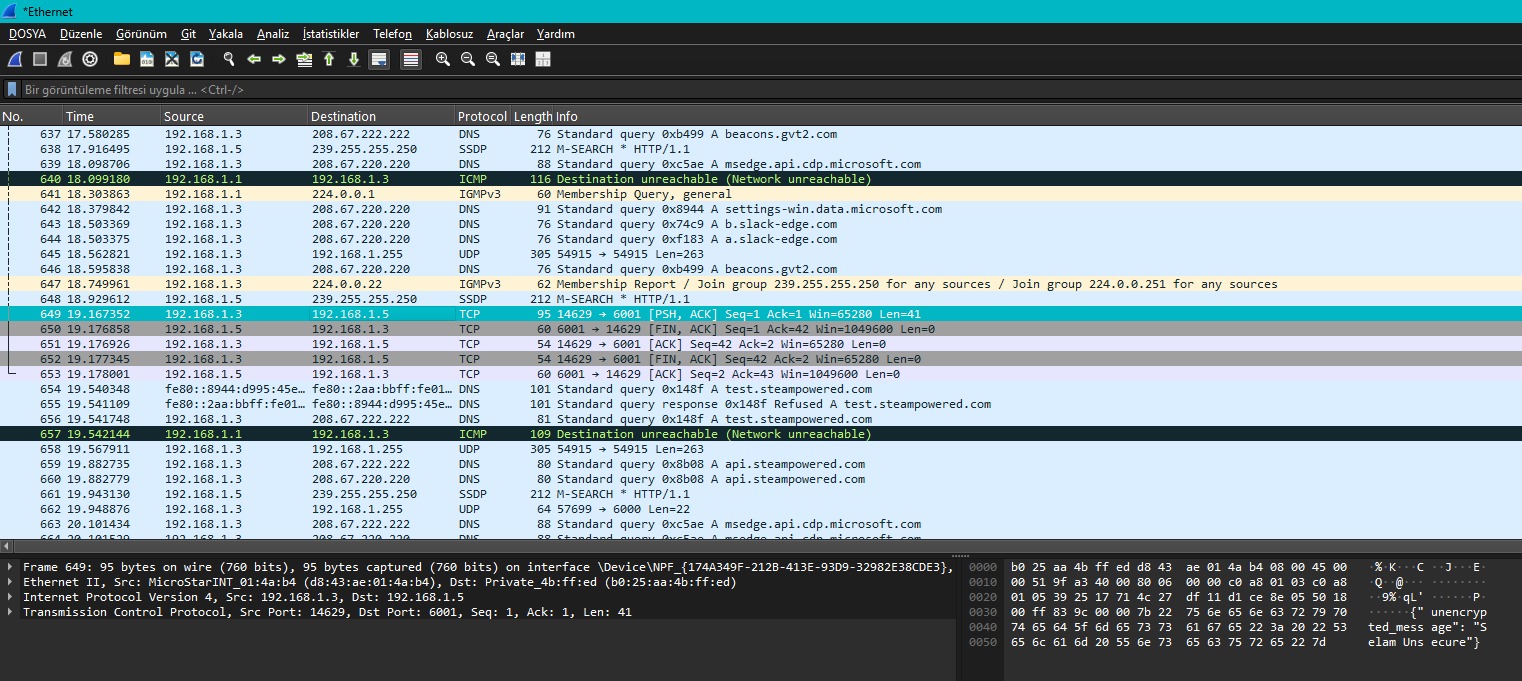 *Ethernet
DOSYA Düzenle Görünüm Git Yakala Analiz İstatistikler Telefon Kablosuz Araçlar Yardım
Bir görüntüleme filtresi uygula ... <Ctrl-/>
No. Time Source Destination Protocol Length Info
637 17.580285 192.168.1.3 208.67.222.222 DNS 76 Standard query 0xb499 A beacons.gvt2.com
638 17.916495 192.168.1.5 239.255.255.250 SSDP 212 M-SEARCH * HTTP/1.1
639 18.098706 192.168.1.3 208.67.220.220 DNS 88 Standard query 0xc5ae A msedge.api.cdp.microsoft.com
640 18.099180 192.168.1.1 192.168.1.3 ICMP 116 Destination unreachable (Network unreachable)
641 18.303863 192.168.1.1 224.0.0.1 IGMPv3 60 Membership Query, general
642 18.379842 192.168.1.3 208.67.220.220 DNS 91 Standard query 0x8944 A settings-win.data.microsoft.com
643 18.503369 192.168.1.3 208.67.220.220 DNS 76 Standard query 0x74c9 A b.slack-edge.com
644 18.503375 192.168.1.3 208.67.220.220 DNS 76 Standard query 0xf183 A a.slack-edge.com
645 18.562821 192.168.1.3 192.168.1.255 UDP 305 54915 → 54915 Len=263
646 18.595838 192.168.1.3 208.67.220.220 DNS 76 Standard query 0xb499 A beacons.gvt2.com
647 18.749961 192.168.1.3 224.0.0.22 IGMPv3 62 Membership Report / Join group 239.255.255.250 for any sources / Join group 224.0.0.251 for any sources
648 18.929612 192.168.1.5 239.255.255.250 SSDP 212 M-SEARCH * HTTP/1.1
649 19.167352 192.168.1.3 192.168.1.5 TCP 95 14629 → 6001 [PSH, ACK] Seq=1 Ack=1 Win=65280 Len=41
650 19.176858 192.168.1.5 192.168.1.3 TCP 60 6001 → 14629 [FIN, ACK] Seq=1 Ack=42 Win=1049600 Len=0
651 19.176926 192.168.1.3 192.168.1.5 TCP 54 14629 → 6001 [ACK] Seq=42 Ack=2 Win=65280 Len=0
652 19.177345 192.168.1.3 192.168.1.5 TCP 54 14629 → 6001 [FIN, ACK] Seq=42 Ack=2 Win=65280 Len=0
653 19.178001 192.168.1.5 192.168.1.3 TCP 60 6001 → 14629 [ACK] Seq=2 Ack=43 Win=1049600 Len=0
654 19.540348 fe80::8944:d995:45e… fe80::2aa:bbff:fe01… DNS 101 Standard query 0x148f A test.steampowered.com
655 19.541109 fe80::2aa:bbff:fe01… fe80::8944:d995:45e… DNS 101 Standard query response 0x148f Refused A test.steampowered.com
656 19.541748 192.168.1.3 208.67.222.222 DNS 81 Standard query 0x148f A test.steampowered.com
657 19.542144 192.168.1.1 192.168.1.3 ICMP 109 Destination unreachable (Network unreachable)
658 19.567911 192.168.1.3 192.168.1.255 UDP 305 54915 → 54915 Len=263
659 19.882735 192.168.1.3 208.67.222.222 DNS 80 Standard query 0x8b08 A api.steampowered.com
660 19.882779 192.168.1.3 208.67.222.222 DNS 80 Standard query 0x8b08 A api.steampowered.com
661 19.943130 192.168.1.5 239.255.255.250 SSDP 212 M-SEARCH * HTTP/1.1
662 19.948876 192.168.1.3 192.168.1.255 UDP 64 57699 → 6000 Len=22
663 20.101434 192.168.1.3 208.67.222.222 DNS 88 Standard query 0xc5ae A msedge.api.cdp.microsoft.com
Frame 649: 95 bytes on wire (760 bits), 95 bytes captured (760 bits) on interface \Device\NPF_{174A349F-212B-413E-93D9-32982E38CDE3},
Ethernet II, Src: MicroStarINT_01:4a:b4 (d8:43:ae:01:4a:b4), Dst: Private_4b:ff:ed (b0:25:aa:4b:ff:ed)
Internet Protocol Version 4, Src: 192.168.1.3, Dst: 192.168.1.5
Transmission Control Protocol, Src Port: 14629, Dst Port: 6001, Seq: 1, Ack: 1, Len: 41
0000 b0 25 aa 4b ff ed d8 43 ae 01 4a b4 08 00 45 00 ·%·K···C ··J···E·
0010 00 51 9f a3 40 00 80 06 00 00 c0 a8 01 03 c0 a8 ·Q··@··· ········
0020 01 05 39 25 17 71 4c 27 df 11 d1 ce 8e 05 50 18 ··9%·qL' ······P·
0030 00 ff 83 9c 00 00 7b 22 75 6e 65 6e 63 72 79 70 ······{" unencryp
0040 74 65 64 5f 6d 65 73 73 61 67 65 22 3a 20 22 53 ted_mess age": "S
0050 65 6c 61 6d 20 55 6e 73 65 63 75 72 65 22 7d elam Uns ecure"}